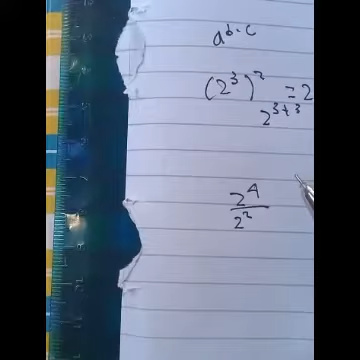 a^{b·c}
(2^3)^2 = 2
2^{3+3}
2^4
2^2